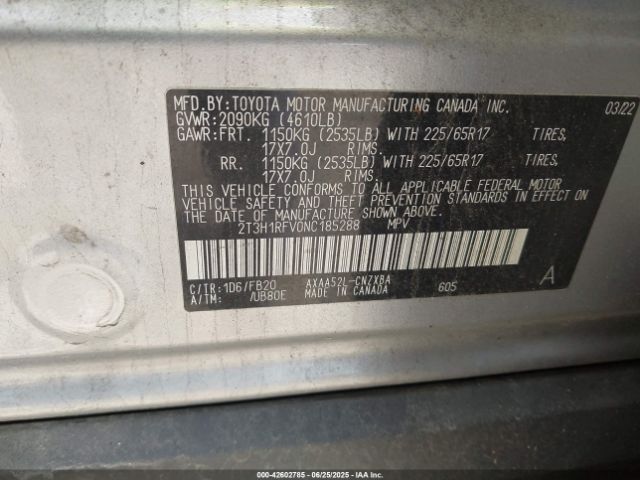 MFD.BY:TOYOTA MOTOR MANUFACTURING CANADA INC. 03/22
GVWR:2090KG (4610LB)
GAWR:FRT. 1150KG (2535LB) WITH 225/65R17 TIRES,
17X7.0J RIMS.
RR. 1150KG (2535LB) WITH 225/65R17 TIRES,
17X7.0J RIMS.
THIS VEHICLE CONFORMS TO ALL APPLICABLE FEDERAL MOTOR
VEHICLE SAFETY AND THEFT PREVENTION STANDARDS IN EFFECT ON
THE DATE OF MANUFACTURE SHOWN ABOVE.
2T3H1RFV0NC185288 MPV
C/TR:1D6/FB20 AXAA52L-CNZXBA A
A/TM: /UB80E MADE IN CANADA 605
000-42602785 - 06/25/2025 - IAA Inc.